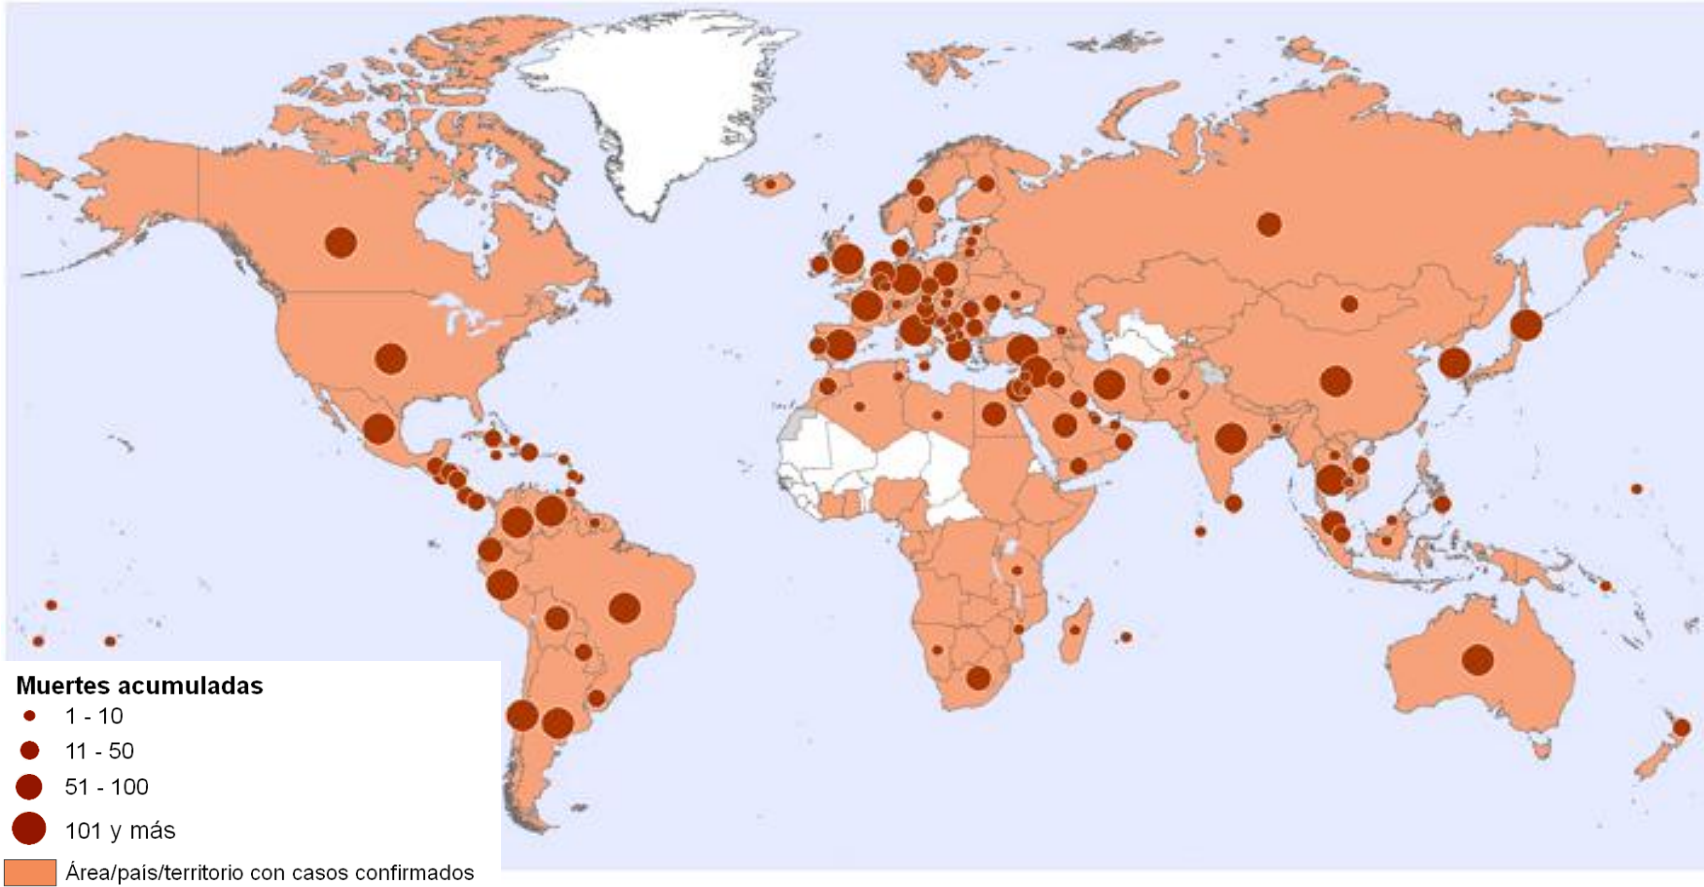 Muertes acumuladas
1 - 10
11 - 50
51 - 100
101 y más
Área/país/territorio con casos confirmados